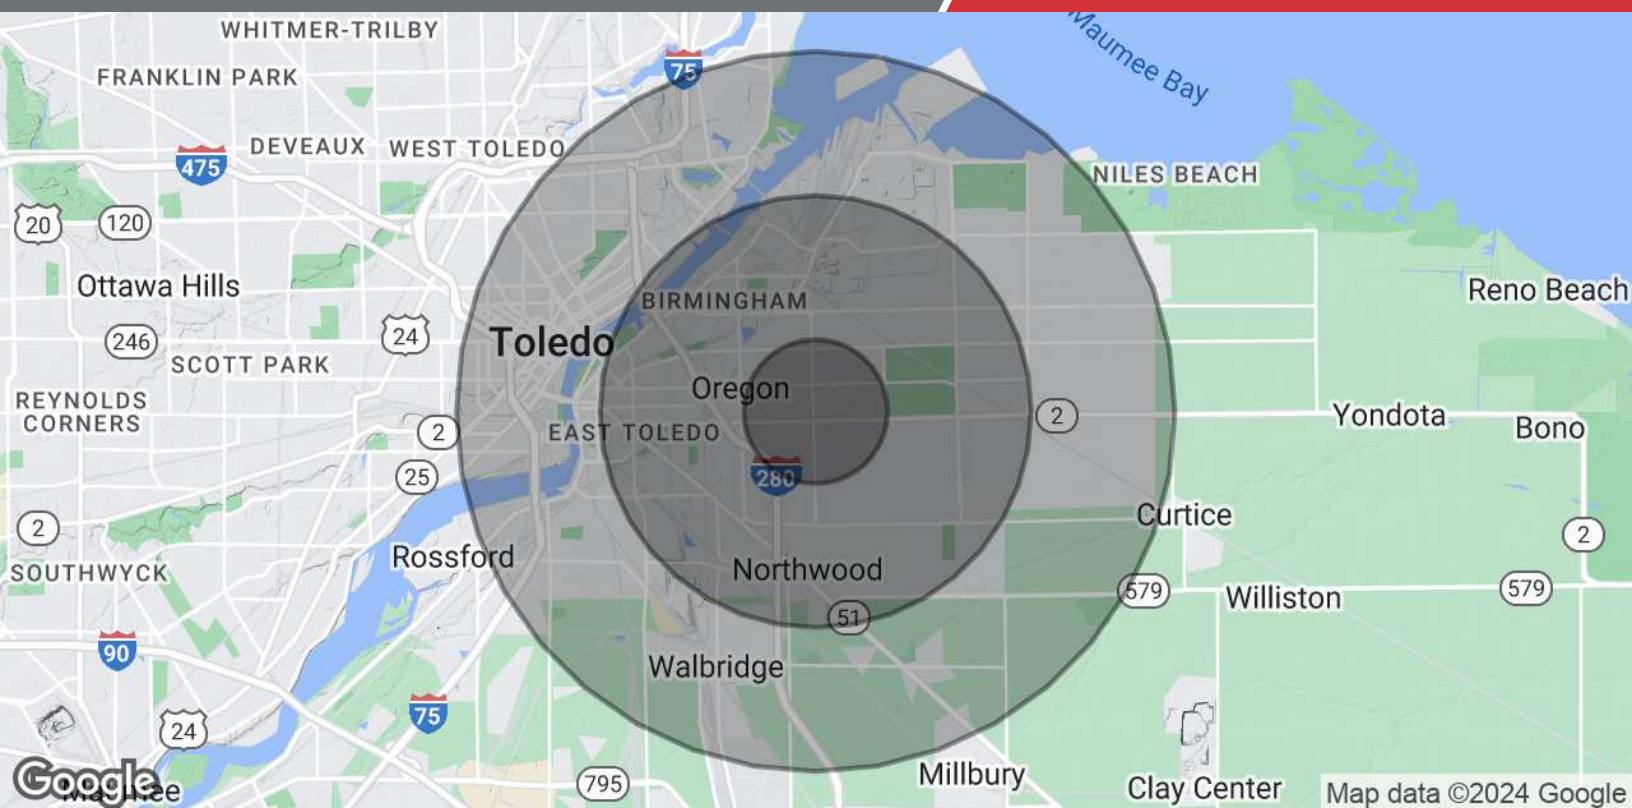 WHITMER-TRILBY
Maumee Bay
75
FRANKLIN PARK
DEVEAUX
WEST TOLEDO
475
NILES BEACH
20
120
Ottawa Hills
Reno Beach
BIRMINGHAM
24
Toledo
246
SCOTT PARK
Oregon
REYNOLDS
CORNERS
2
Yondota
Bono
2
EAST TOLEDO
25
280
Curtice
2
2
Rossford
Northwood
SOUTHWYCK
579
Williston
579
51
90
Walbridge
75
24
Google
Maumee
795
Millbury
Clay Center
Map data ©2024 Google